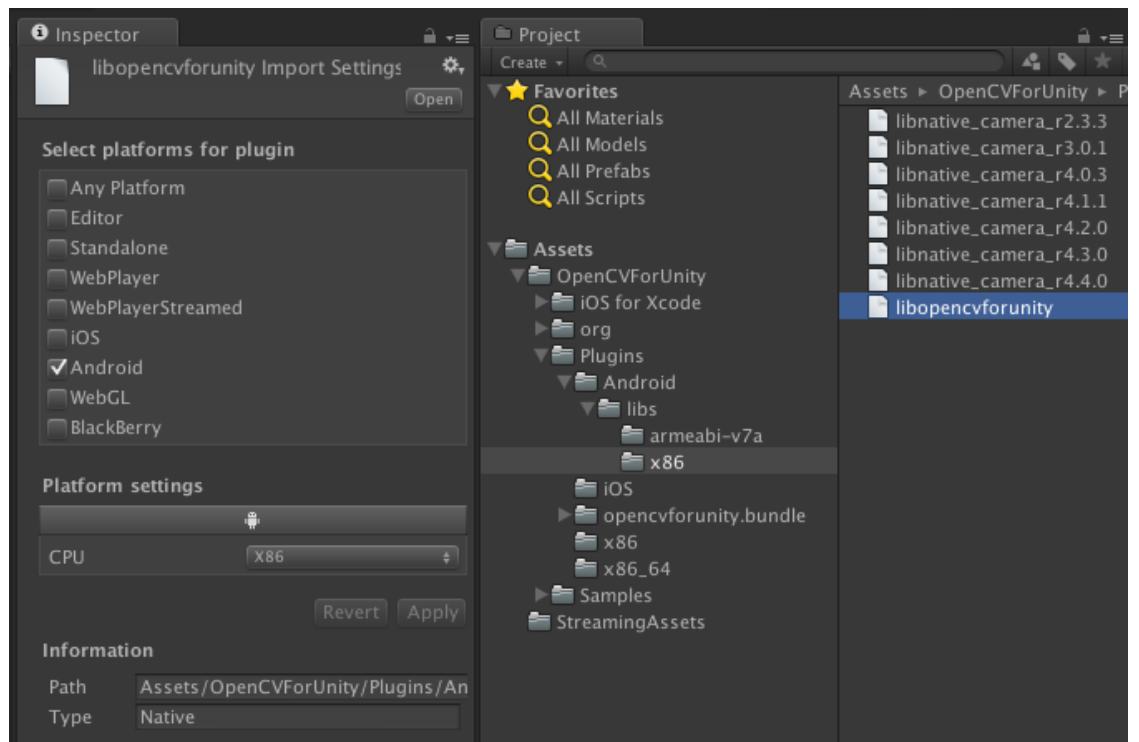 Inspector
libopencvforunity Import Settings
Open
Select platforms for plugin
Any Platform
Editor
Standalone
WebPlayer
WebPlayerStreamed
iOS
Android
WebGL
BlackBerry
Platform settings
CPU X86
Revert Apply
Information
Path Assets/OpenCVForUnity/Plugins/An
Type Native
Project
Create
Favorites
All Materials
All Models
All Prefabs
All Scripts
Assets
OpenCVForUnity
iOS for Xcode
org
Plugins
Android
libs
armeabi-v7a
x86
iOS
opencvforunity.bundle
x86
x86_64
Samples
StreamingAssets
Assets ▸ OpenCVForUnity ▸ P
libnative_camera_r2.3.3
libnative_camera_r3.0.1
libnative_camera_r4.0.3
libnative_camera_r4.1.1
libnative_camera_r4.2.0
libnative_camera_r4.3.0
libnative_camera_r4.4.0
libopencvforunity